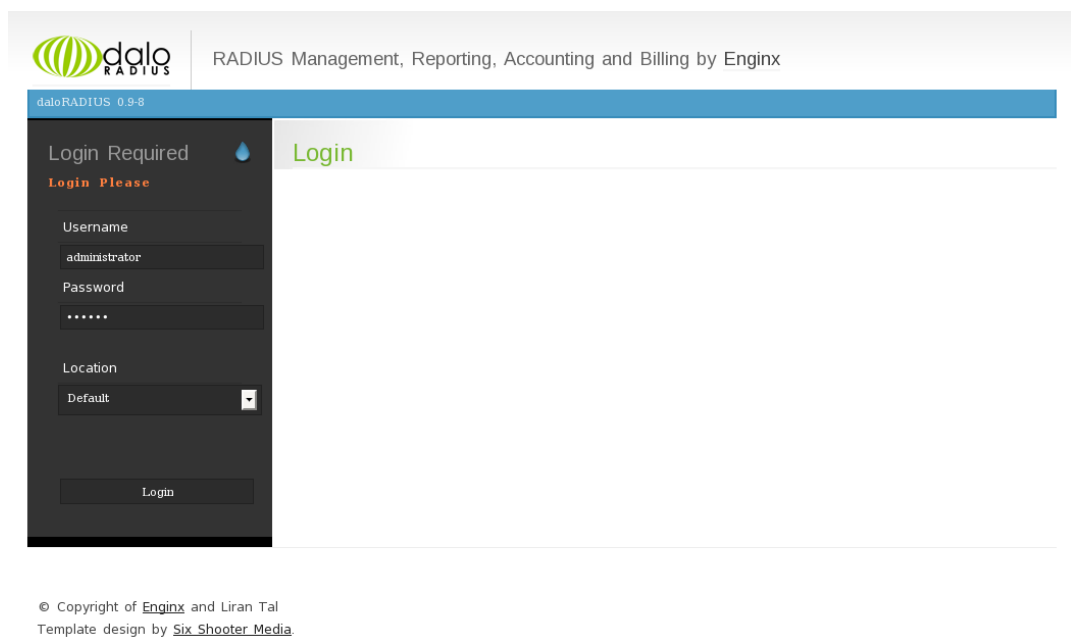 dalo
RADIUS
RADIUS Management, Reporting, Accounting and Billing by Enginx
daloRADIUS 0.9-8
Login Required
Login Please
Username
administrator
Password
••••••
Location
Default
Login
Login
© Copyright of Enginx and Liran Tal
Template design by Six Shooter Media.